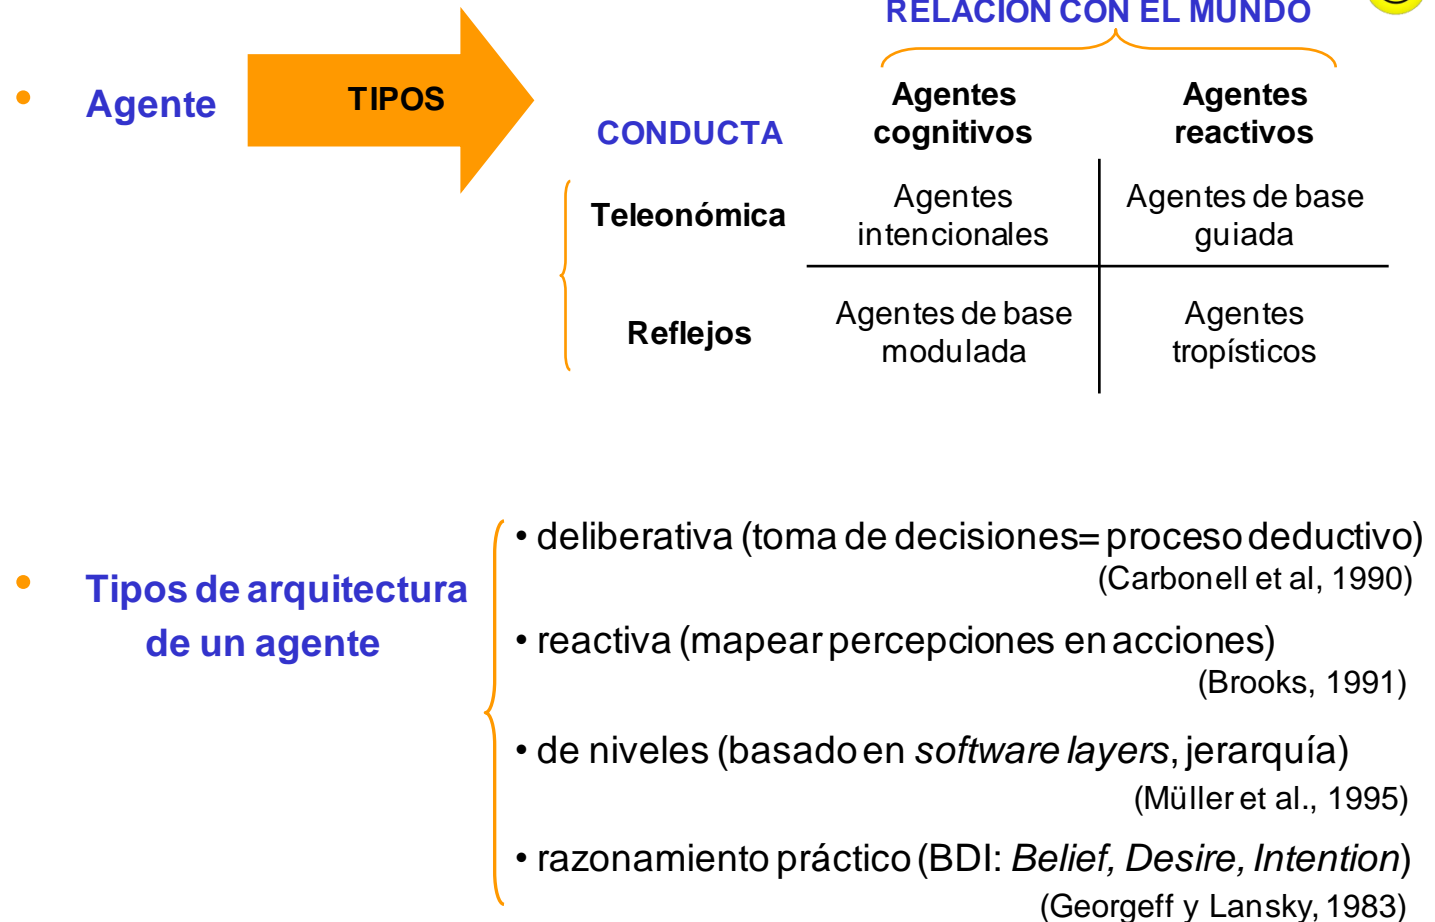 RELACIÓN CON EL MUNDO
• Agente
TIPOS
CONDUCTA
Agentes
cognitivos
Agentes
reactivos
Teleonómica
Agentes
intencionales
Agentes de base
guiada
Reflejos
Agentes de base
modulada
Agentes
tropísticos
• Tipos de arquitectura
de un agente
• deliberativa (toma de decisiones= proceso deductivo)
(Carbonell et al, 1990)
• reactiva (mapear percepciones en acciones)
(Brooks, 1991)
• de niveles (basado en software layers, jerarquía)
(Müller et al., 1995)
• razonamiento práctico (BDI: Belief, Desire, Intention)
(Georgeff y Lansky, 1983)